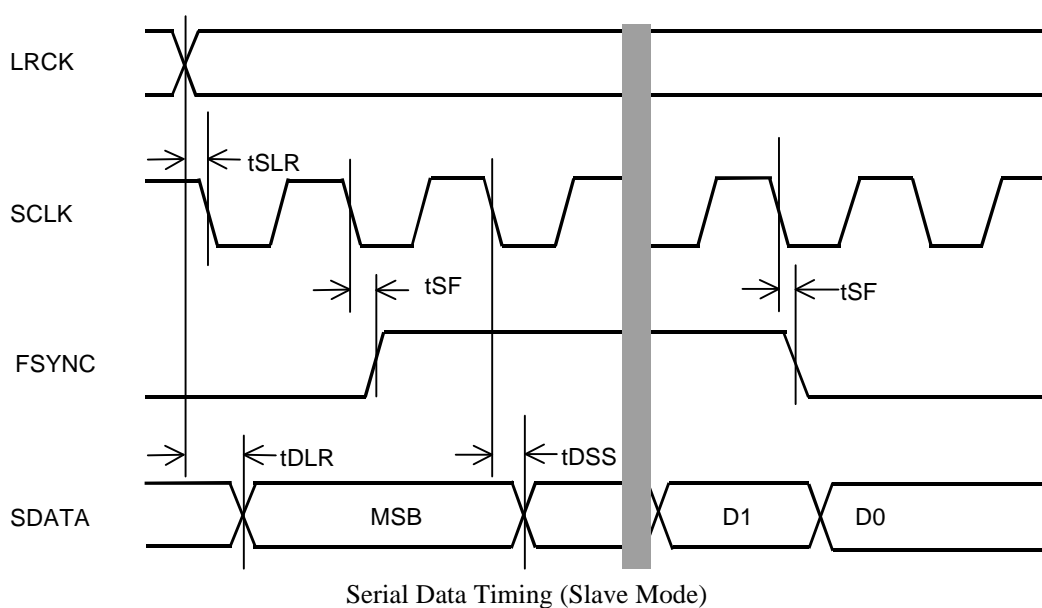 LRCK
tSLR
SCLK
tSF
tSF
FSYNC
tDLR
tDSS
SDATA
MSB
D1
D0
Serial Data Timing (Slave Mode)